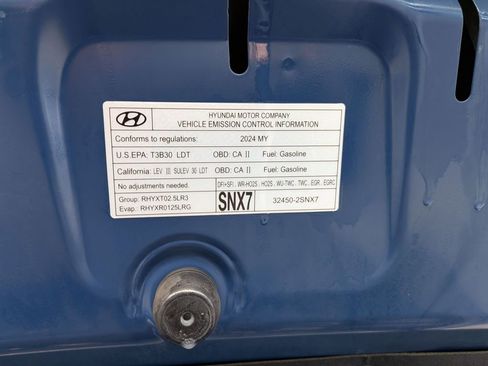 HYUNDAI MOTOR COMPANY
VEHICLE EMISSION CONTROL INFORMATION
Conforms to regulations: 2024 MY
U.S.EPA: T3B30 LDT OBD: CA II Fuel: Gasoline
California: LEV III SULEV 30 LDT OBD: CA II Fuel: Gasoline
No adjustments needed. DFI+SFI, WR-HO2S, HO2S, WU-TWC, TWC, EGR, EGRC
Group: RHYXT02.5LR3
Evap.: RHYXR0125LRG
SNX7 32450-2SNX7